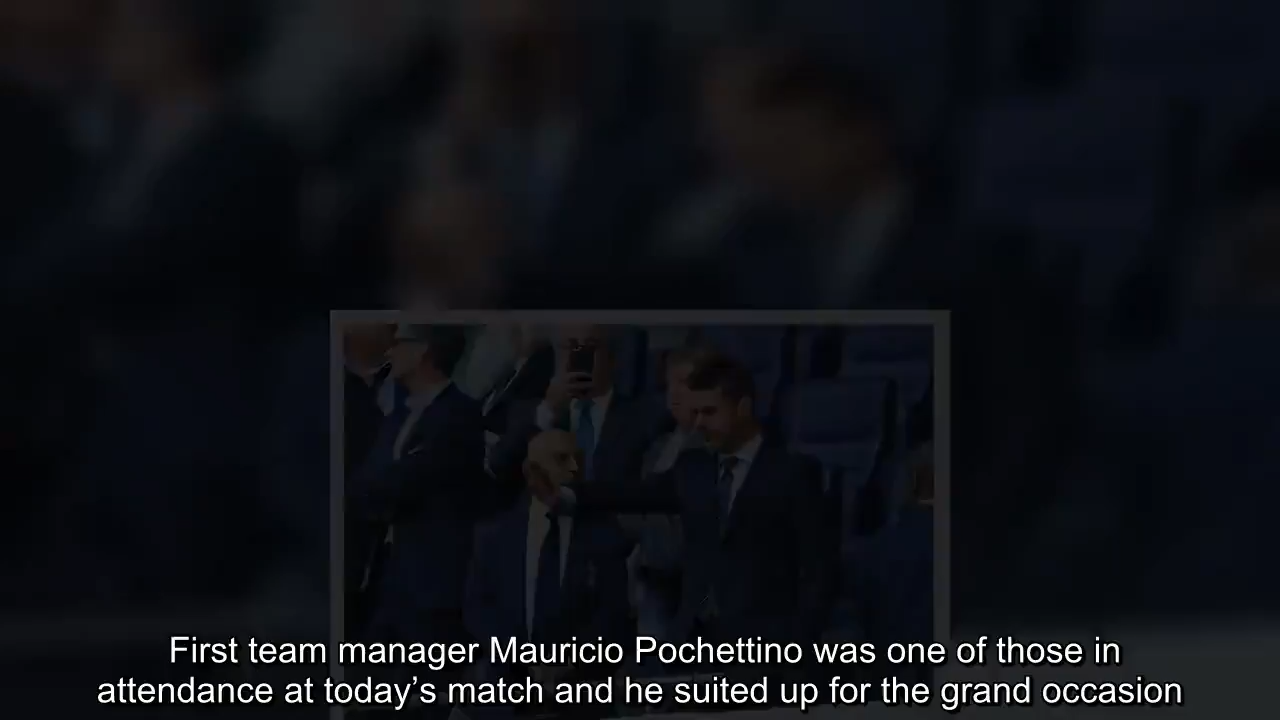 First team manager Mauricio Pochettino was one of those in
attendance at today’s match and he suited up for the grand occasion